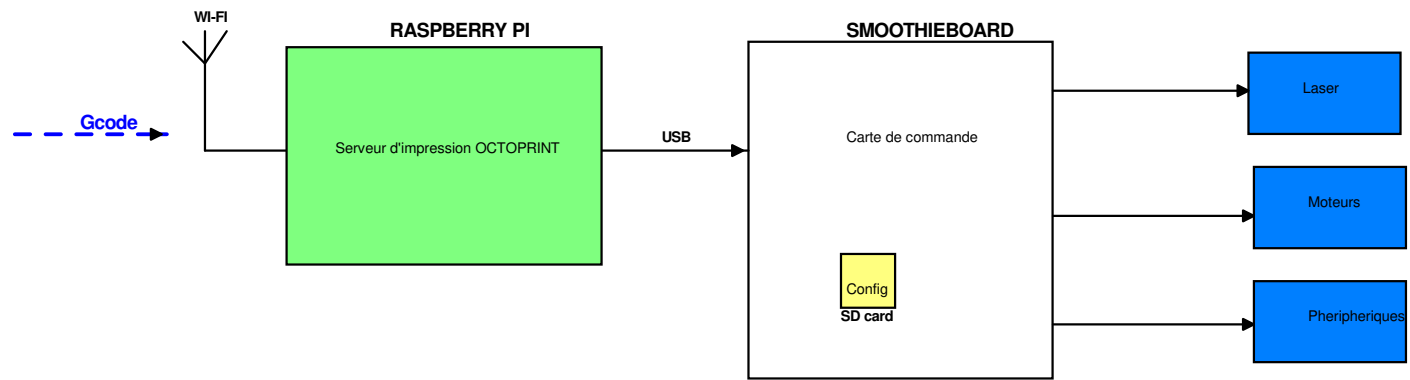 WI-FI
RASPBERRY PI
SMOOTHIEBOARD
Laser
Gcode
Serveur d'impression OCTOPRINT
USB
Carte de commande
Moteurs
Config
SD card
Pheripheriques